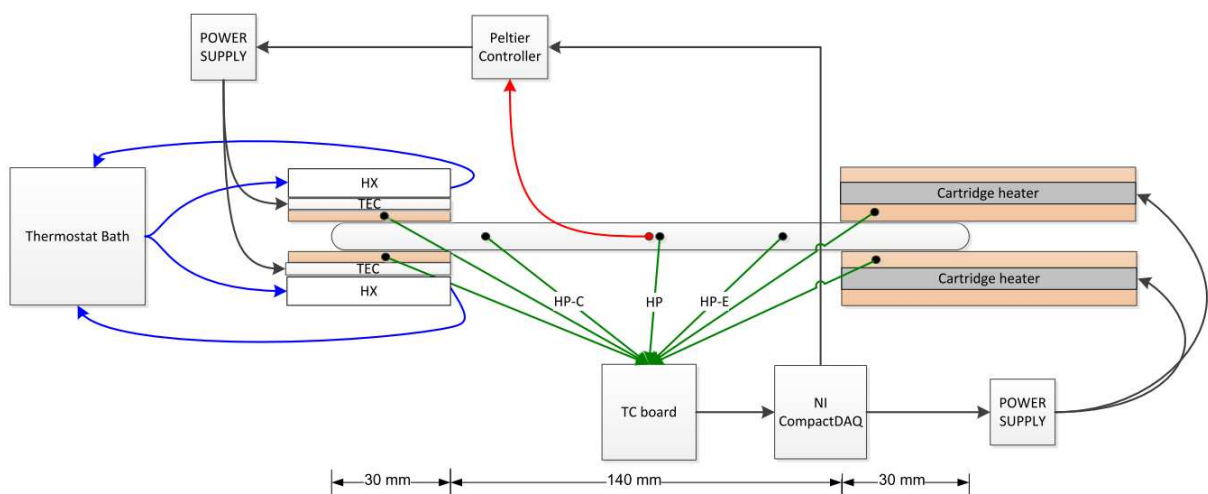 POWER
SUPPLY
Peltier
Controller
HX
TEC
Cartridge heater
Thermostat Bath
TEC
HX
Cartridge heater
HP-C
HP
HP-E
TC board
NI
CompactDAQ
POWER
SUPPLY
30 mm
140 mm
30 mm